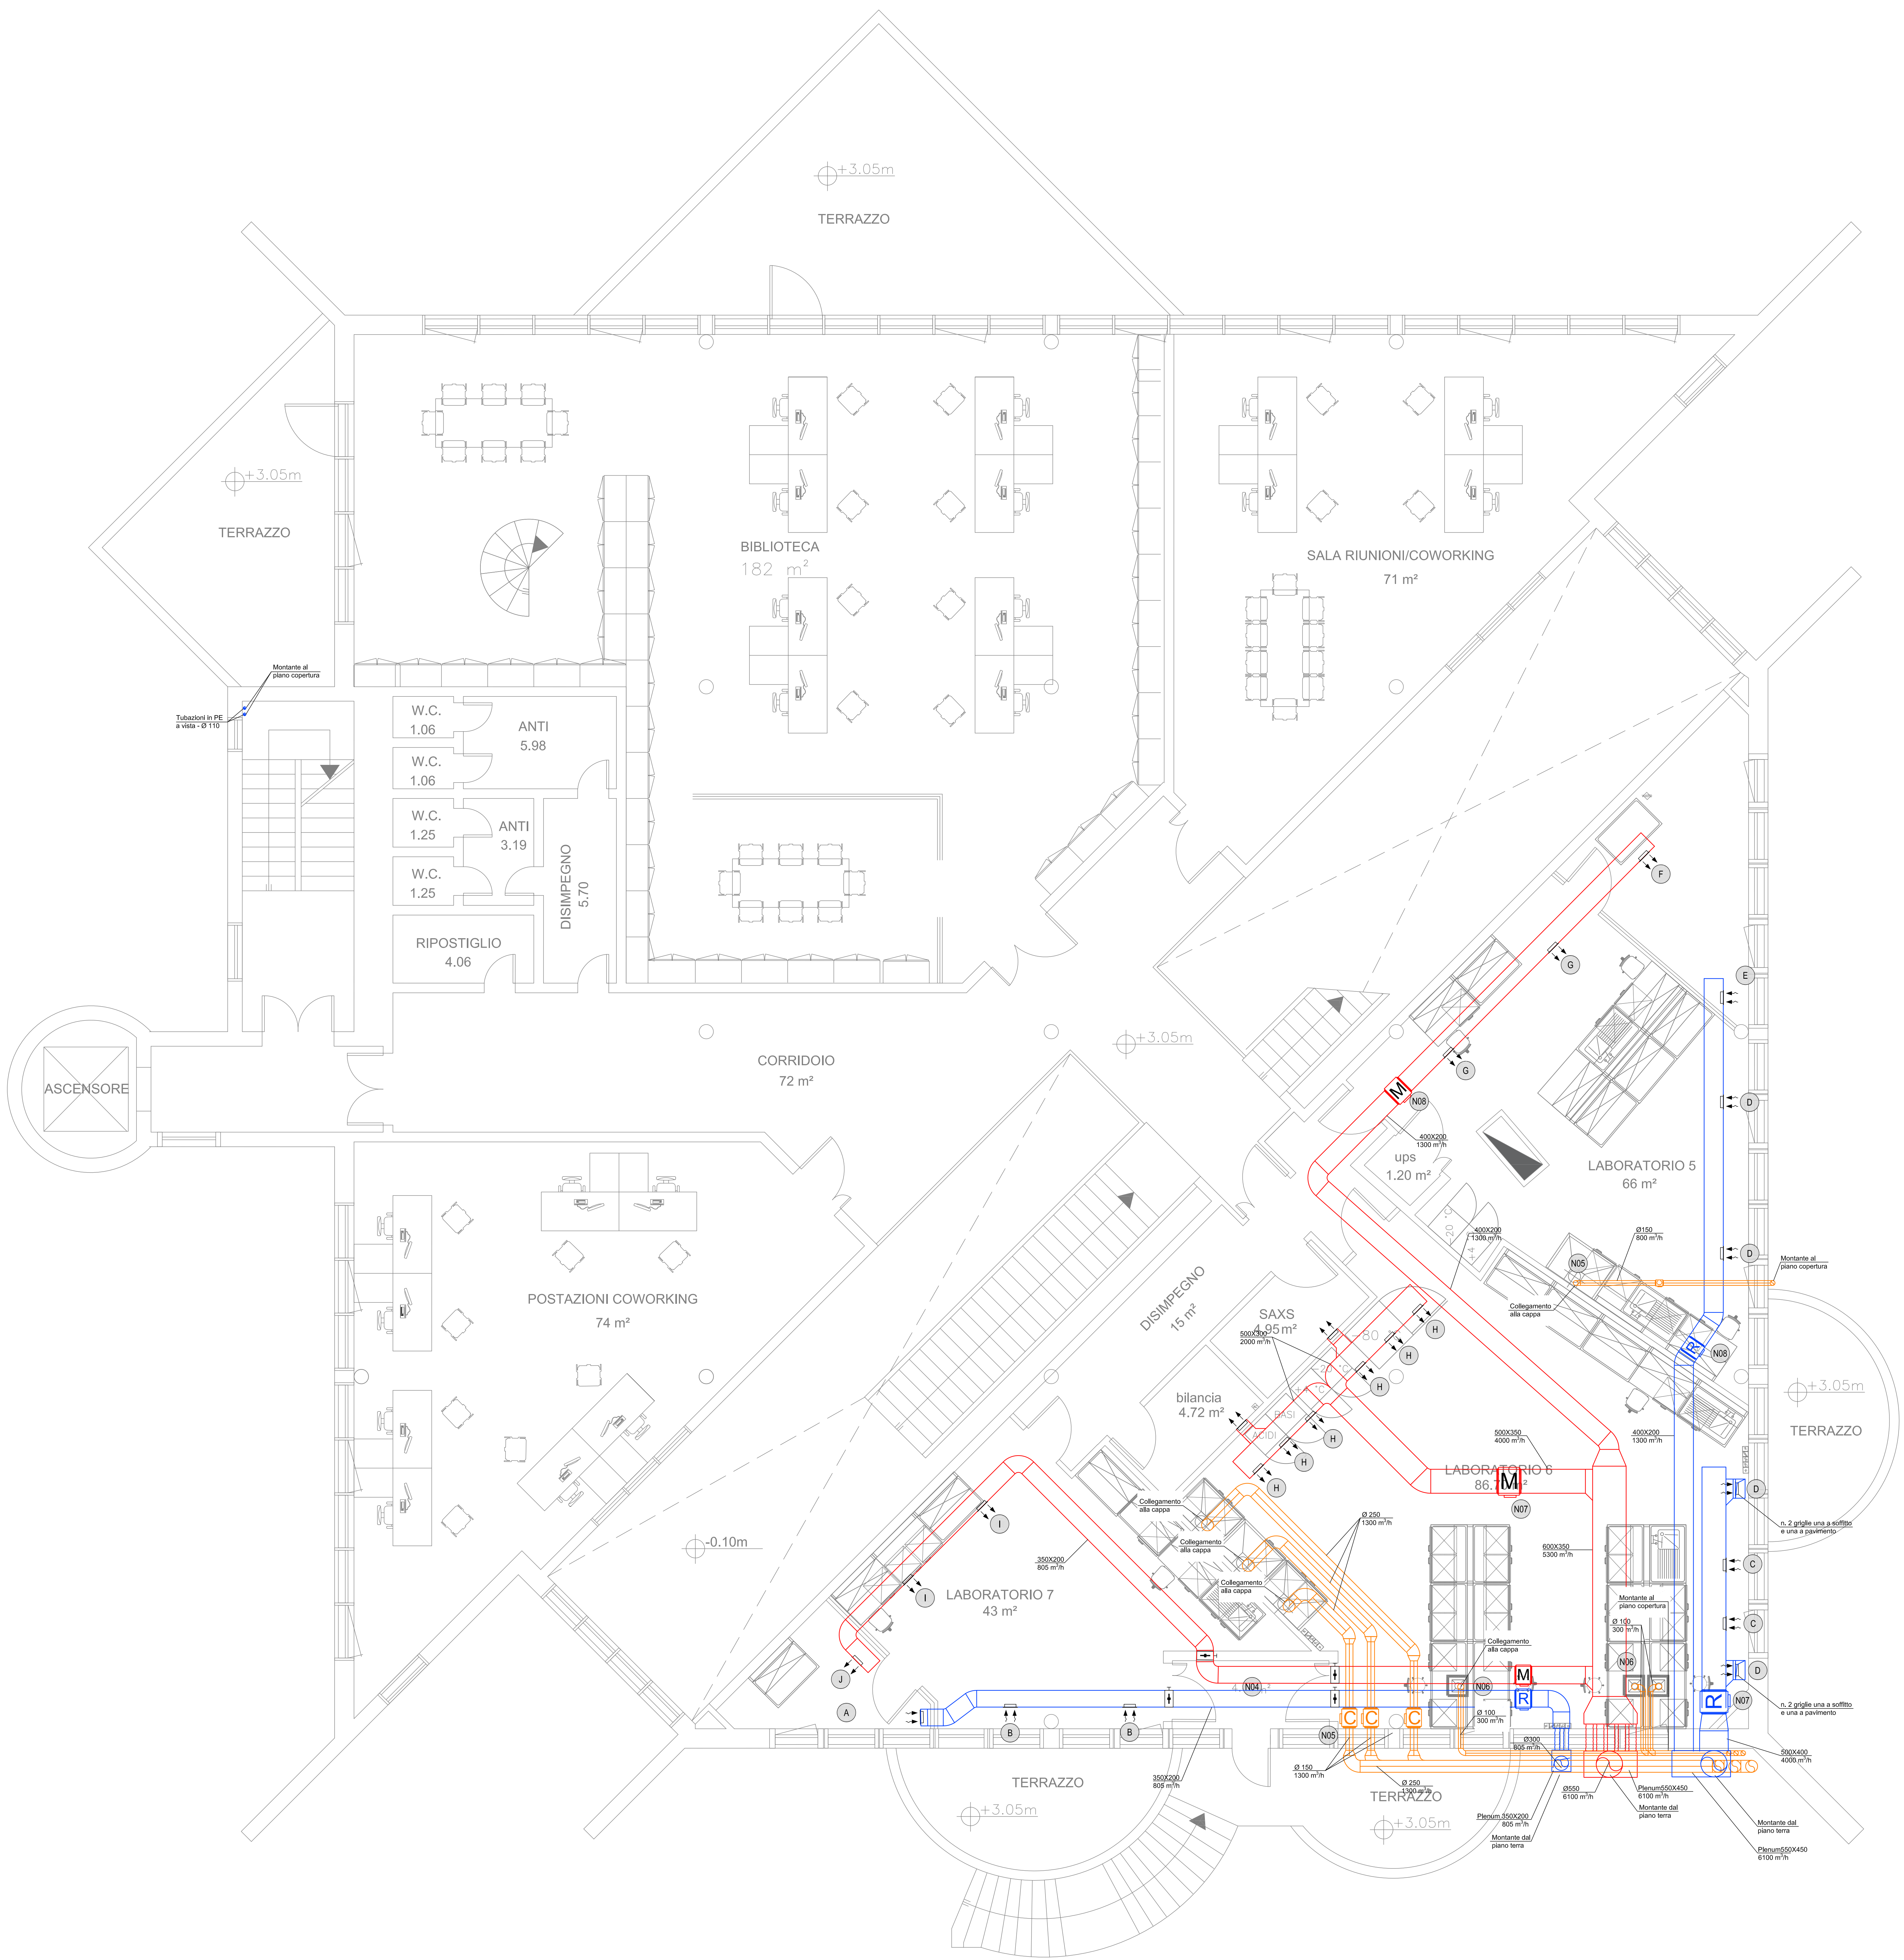 +3.05m
TERRAZZO
+3.05m
TERRAZZO
BIBLIOTECA
182 m²
SALA RIUNIONI/COWORKING
71 m²
Montante al
piano copertura
Tubazioni in PE
a vista - Ø 110
W.C.
1.06
ANTI
5.98
W.C.
1.06
W.C.
1.25
ANTI
3.19
W.C.
1.25
DISIMPEGNO
5.70
RIPOSTIGLIO
4.06
F
G
E
+3.05m
CORRIDOIO
72 m²
ASCENSORE
G
M
N08
D
400X200
1300 m³/h
ups
1.20 m²
LABORATORIO 5
66 m²
-20 °C
+4
400X200
1300 m³/h
Ø150
800 m³/h
D
N05
Montante al
piano copertura
Collegamento
alla cappa
DISIMPEGNO
15 m²
POSTAZIONI COWORKING
74 m²
SAXS
4.95m²
500X300
2000 m³/h
-80
H
H
R
N08
-20 °C
H
+4 °C
bilancia
4.72 m²
BASI
ACIDI
H
H
H
+3.05m
TERRAZZO
500X350
4000 m³/h
400X200
1300 m³/h
LABORATORIO 6
M
N07
D
Collegamento
alla cappa
I
Ø 250
1300 m³/h
n. 2 griglie una a soffitto
e una a pavimento
-0.10m
Collegamento
alla cappa
600X350
5300 m³/h
350X200
805 m³/h
C
Collegamento
alla cappa
I
LABORATORIO 7
43 m²
Montante al
piano copertura
Ø 100
300 m³/h
C
Collegamento
alla cappa
J
N04
M
N06
N06
D
R
R
N07
n. 2 griglie una a soffitto
e una a pavimento
A
B
B
C
C
C
N05
Ø 100
300 m³/h
Ø300
805 m³/h
500X400
4000 m³/h
Ø 150
1300 m³/h
350X200
805 m³/h
Ø 250
1300 m³/h
TERRAZZO
+3.05m
TERRAZZO
+3.05m
Ø550
6100 m³/h
Plenum550X450
6100 m³/h
Plenum 350X200
805 m³/h
Montante dal
piano terra
Montante dal
piano terra
Montante dal
piano terra
Plenum550X450
6100 m³/h